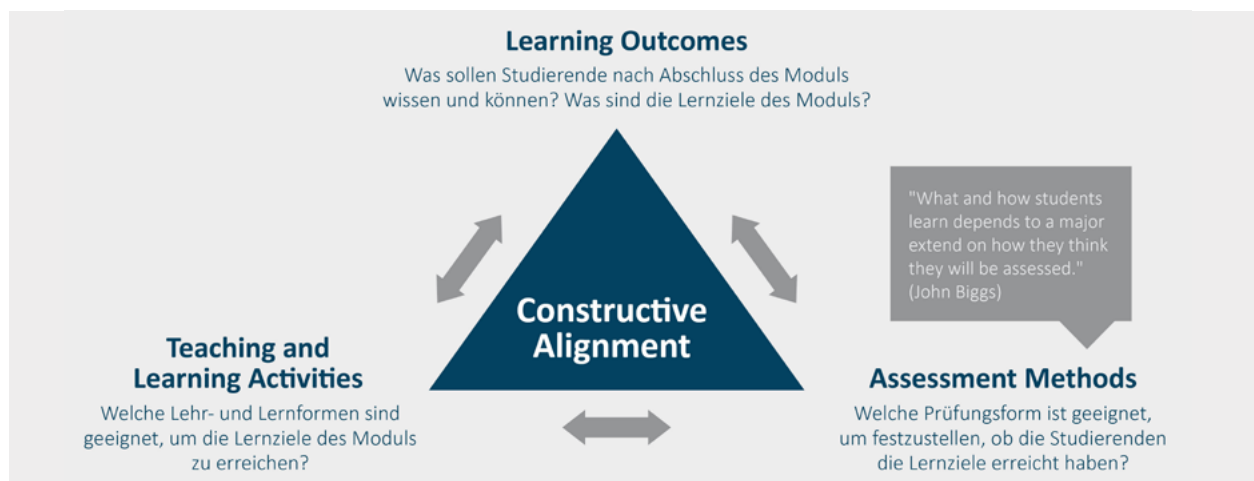 Learning Outcomes
Was sollen Studierende nach Abschluss des Moduls
wissen und können? Was sind die Lernziele des Moduls?
"What and how students
learn depends to a major
extend on how they think
they will be assessed."
(John Biggs)
Constructive
Alignment
Teaching and
Learning Activities
Welche Lehr- und Lernformen sind
geeignet, um die Lernziele des Moduls
zu erreichen?
Assessment Methods
Welche Prüfungsform ist geeignet,
um festzustellen, ob die Studierenden
die Lernziele erreicht haben?